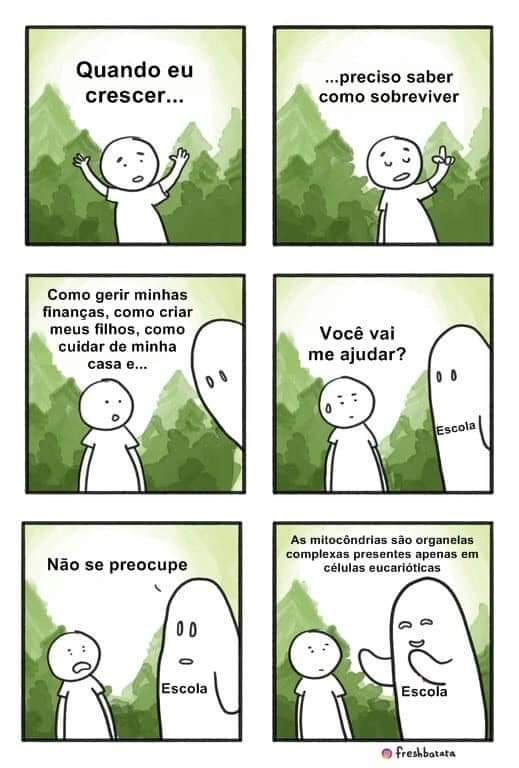 Quando eu
crescer...
...preciso saber
como sobreviver
Como gerir minhas
finanças, como criar
meus filhos, como
cuidar de minha
casa e...
Você vai
me ajudar?
Escola
Não se preocupe
Escola
As mitocôndrias são organelas
complexas presentes apenas em
células eucarióticas
Escola
freshbatata